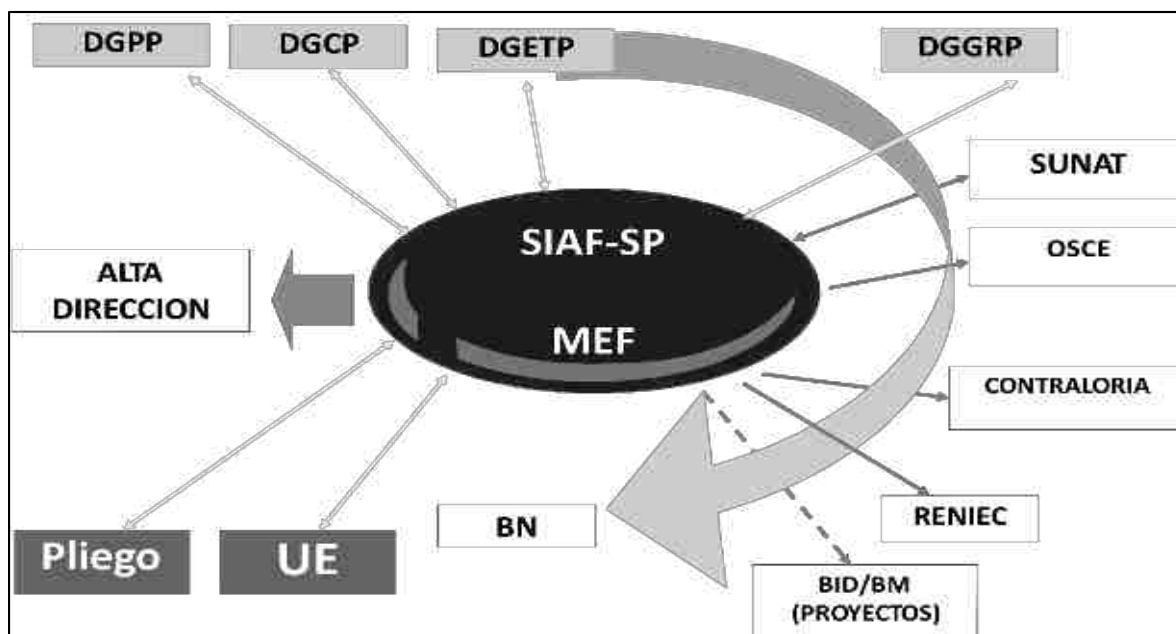 DGPP
DGCP
DGETP
DGGRP
SUNAT
OSCE
SIAF-SP
MEF
ALTA
DIRECCION
CONTRALORIA
RENIEC
BN
Pliego
UE
BID/BM
(PROYECTOS)